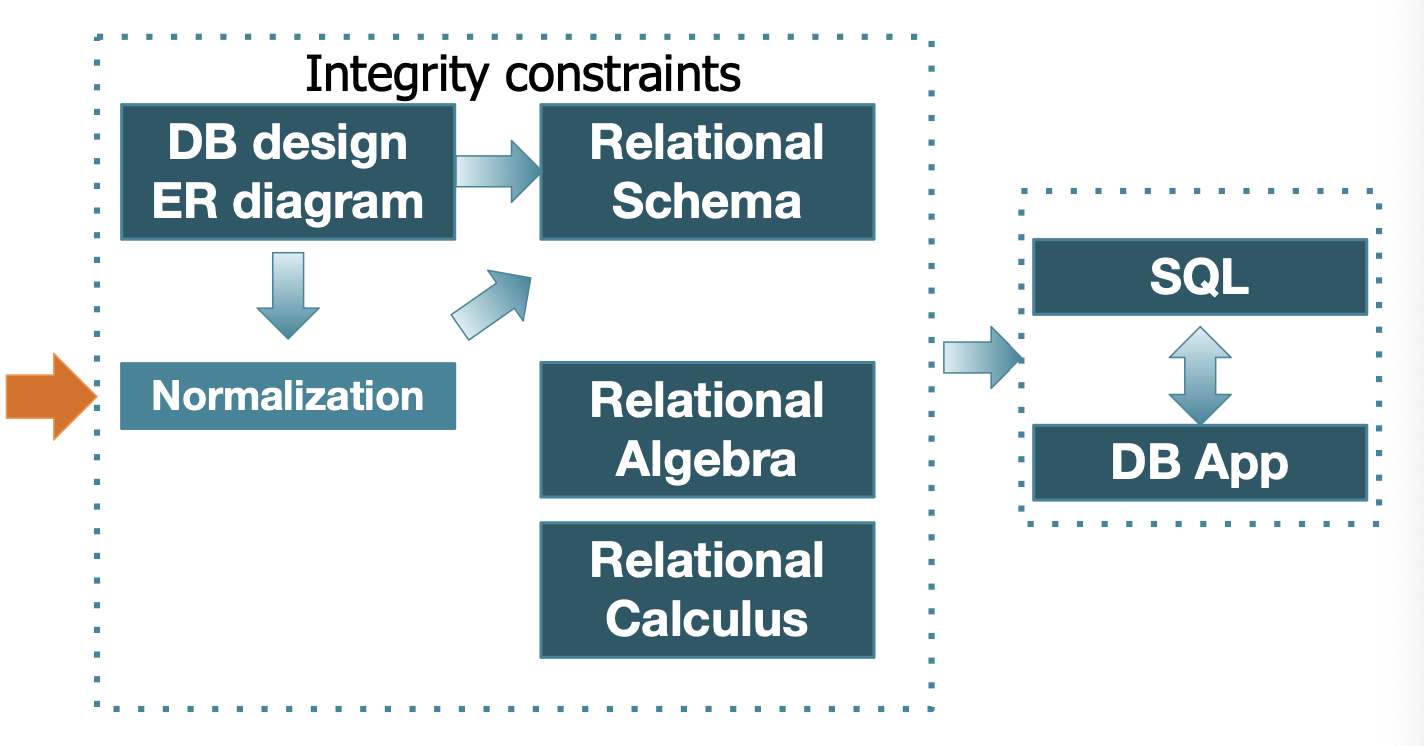 Integrity constraints
DB design
ER diagram
Relational
Schema
Normalization
Relational
Algebra
Relational
Calculus
SQL
DB App